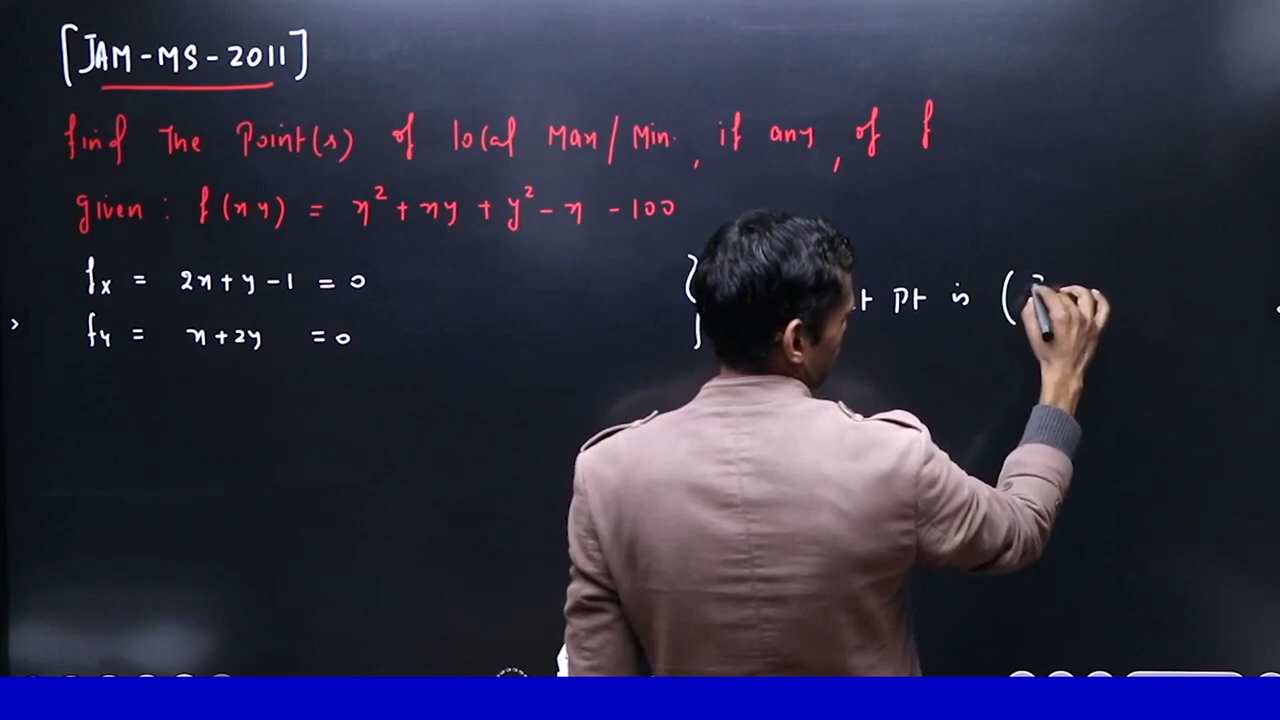 [JAM-MS-2011]
find the Point(s) of local Max/Min., if any, of f
given : f(xy) = x² + xy + y² - x - 100
fx = 2x + y - 1 = 0
fy = x + 2y = 0
pt is (